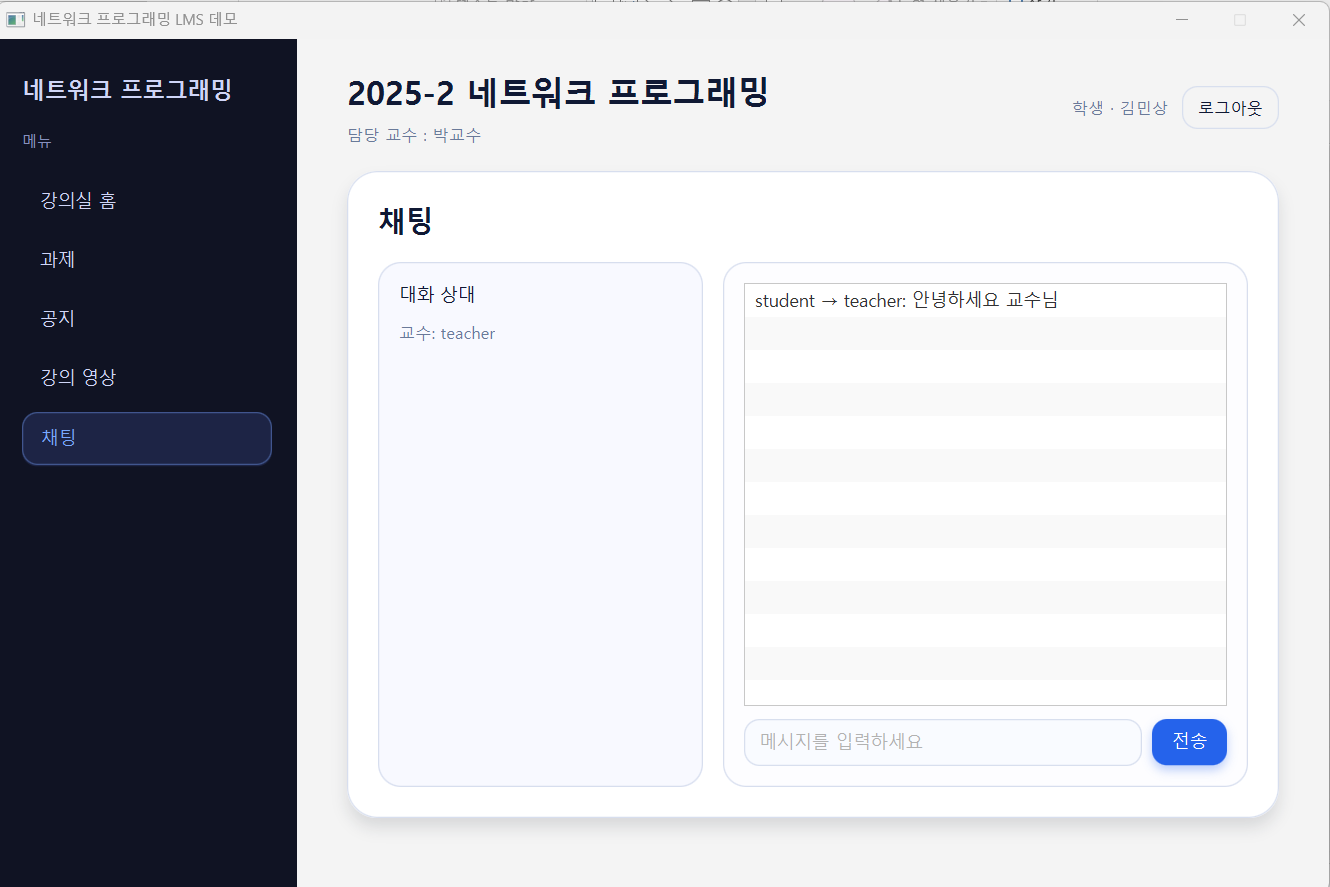 네트워크 프로그래밍 LMS 데모
네트워크 프로그래밍
메뉴
강의실 홈
과제
공지
강의 영상
채팅
2025-2 네트워크 프로그래밍
담당 교수 : 박교수
학생 · 김민상
로그아웃
채팅
대화 상대
교수: teacher
student → teacher: 안녕하세요 교수님
메시지를 입력하세요
전송